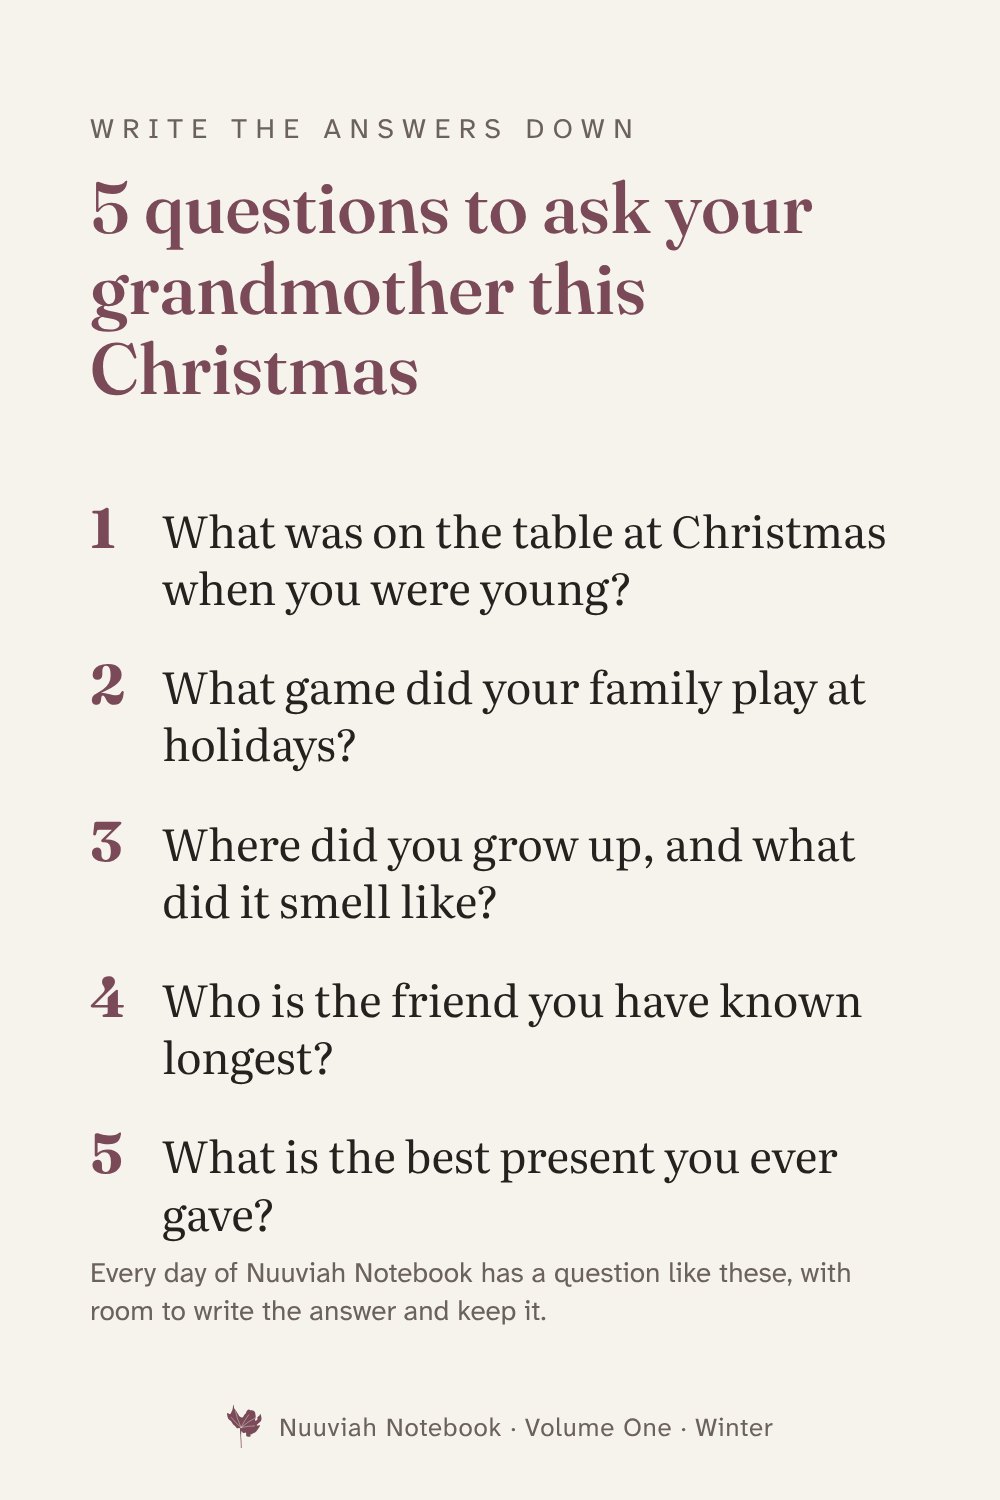 WRITE THE ANSWERS DOWN
5 questions to ask your
grandmother this
Christmas
1 What was on the table at Christmas
when you were young?
2 What game did your family play at
holidays?
3 Where did you grow up, and what
did it smell like?
4 Who is the friend you have known
longest?
5 What is the best present you ever
gave?
Every day of Nuuviah Notebook has a question like these, with
room to write the answer and keep it.
Nuuviah Notebook · Volume One · Winter